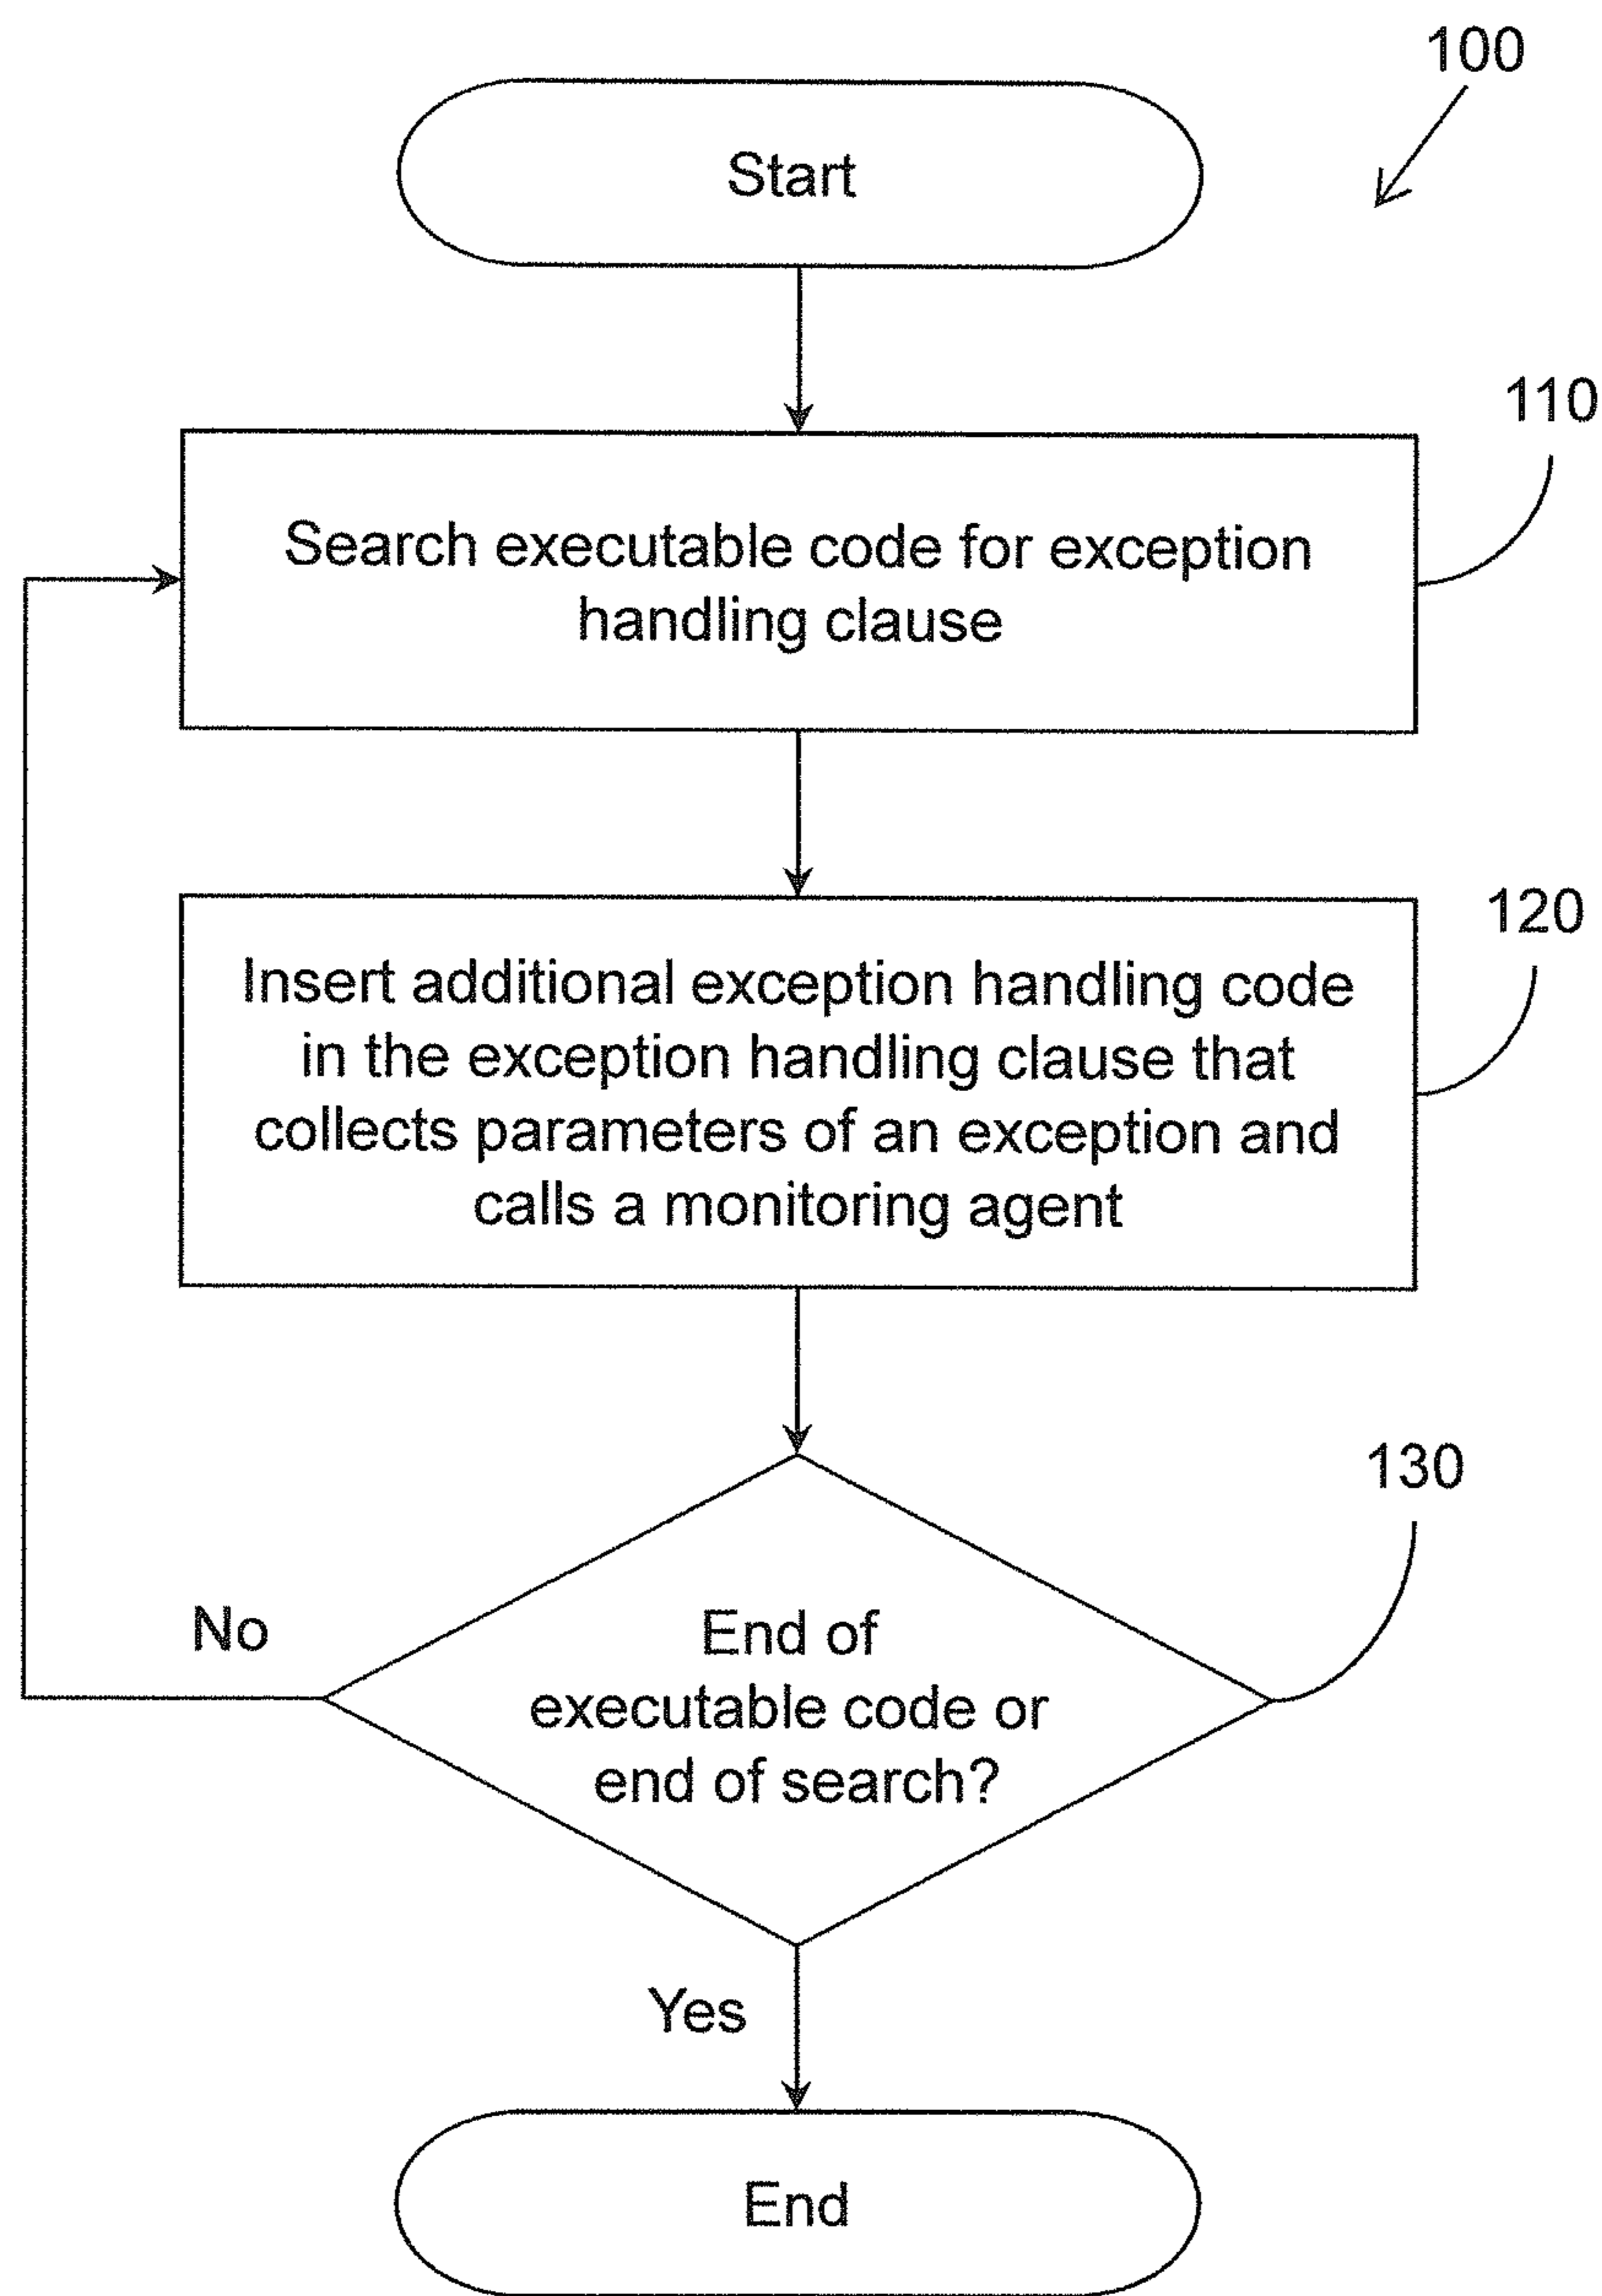 100
Start
110
Search executable code for exception
handling clause
120
Insert additional exception handling code
in the exception handling clause that
collects parameters of an exception and
calls a monitoring agent
130
No
End of
executable code or
end of search?
Yes
End